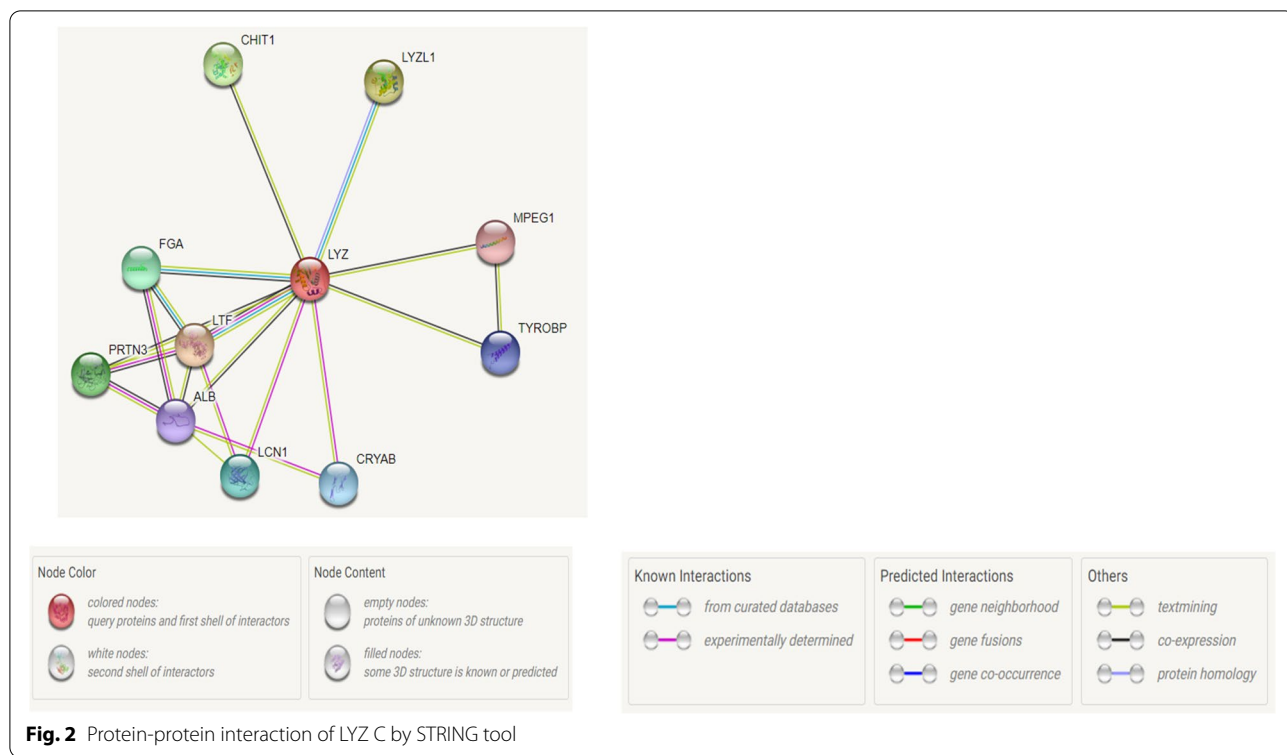 CHIT1
LYZL1
MPEG1
FGA
LYZ
LTF
TYROBP
PRTN3
ALB
LCN1
CRYAB
Node Color
colored nodes:
query proteins and first shell of interactors
white nodes:
second shell of interactors
Node Content
empty nodes:
proteins of unknown 3D structure
filled nodes:
some 3D structure is known or predicted
Known Interactions
from curated databases
experimentally determined
Predicted Interactions
gene neighborhood
gene fusions
gene co-occurrence
Others
textmining
co-expression
protein homology
Fig. 2 Protein-protein interaction of LYZ C by STRING tool